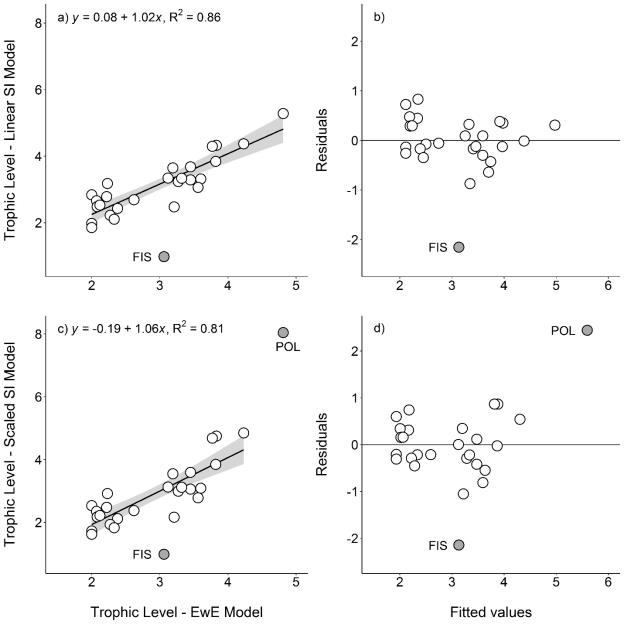 a) y = 0.08 + 1.02x, R² = 0.86
Trophic Level - Linear SI Model
8
6
4
2
FIS
2
3
4
5
b)
Residuals
2
1
0
-1
-2
FIS
2
3
4
5
6
c) y = -0.19 + 1.06x, R² = 0.81
POL
Trophic Level - Scaled SI Model
8
6
4
2
FIS
2
3
4
5
Trophic Level - EwE Model
d)
POL
Residuals
2
1
0
-1
-2
FIS
2
3
4
5
6
Fitted values